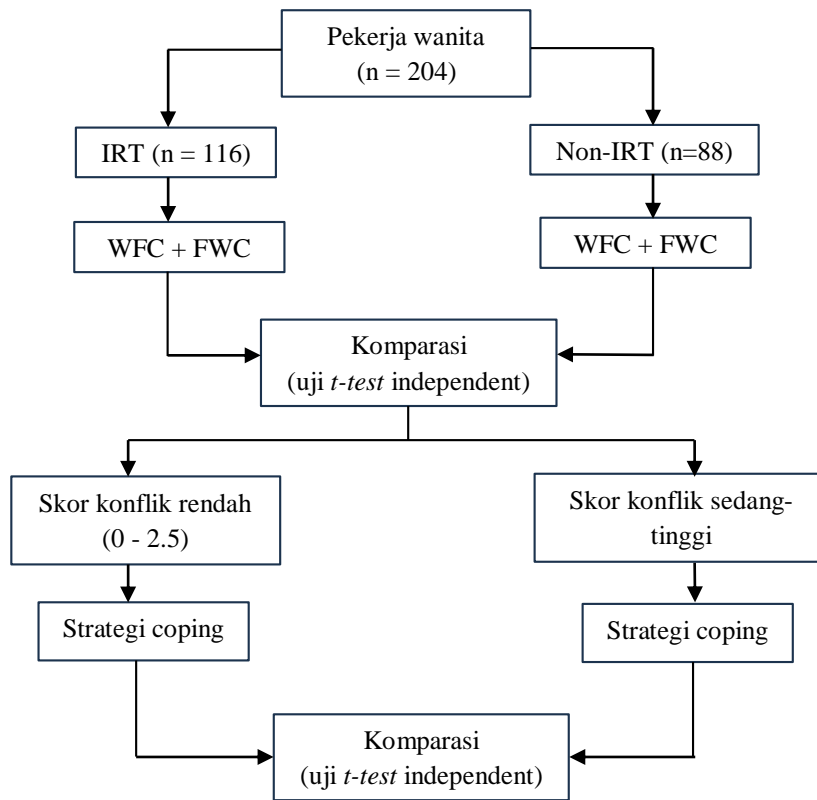 Pekerja wanita
(n = 204)
IRT (n = 116)
Non-IRT (n=88)
WFC + FWC
WFC + FWC
Komparasi
(uji t-test independent)
Skor konflik rendah
(0 - 2.5)
Skor konflik sedang-
tinggi
Strategi coping
Strategi coping
Komparasi
(uji t-test independent)